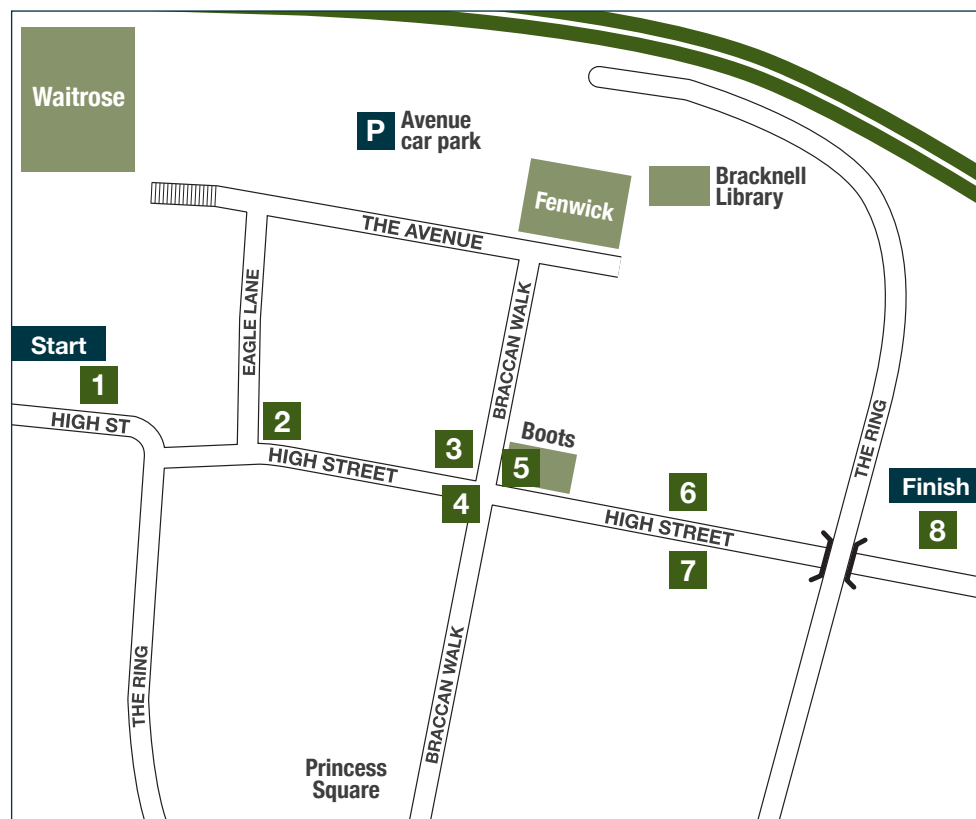 Waitrose
P
Avenue
car park
Fenwick
Bracknell
Library
THE AVENUE
EAGLE LANE
BRACCAN WALK
Start
1
HIGH ST
2
HIGH STREET
3
4
Boots
5
6
HIGH STREET
7
THE RING
Finish
8
THE RING
BRACCAN WALK
Princess
Square